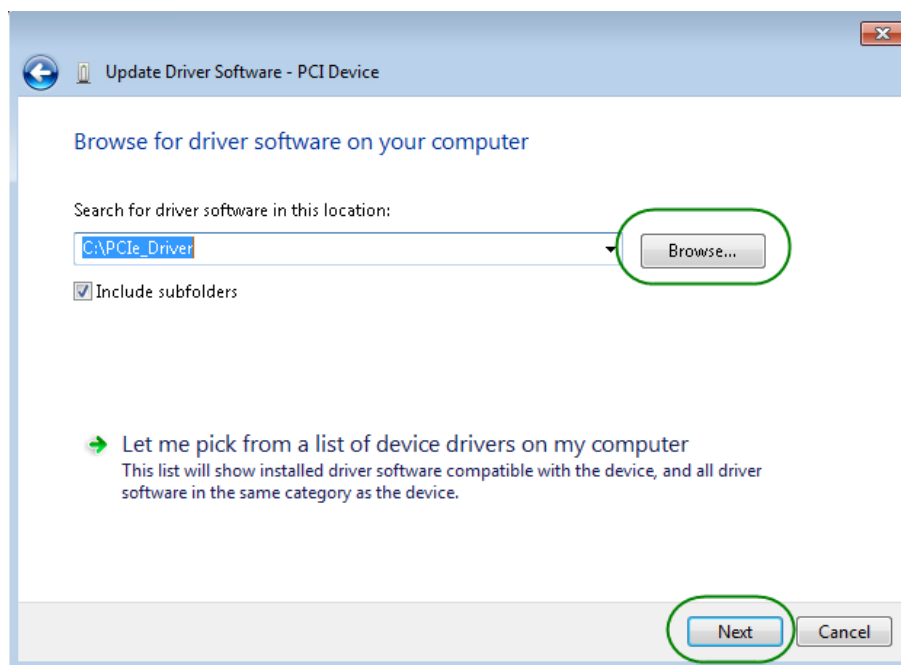 Update Driver Software - PCI Device
Browse for driver software on your computer
Search for driver software in this location:
C:\PCIe_Driver
Browse...
Include subfolders
Let me pick from a list of device drivers on my computer
This list will show installed driver software compatible with the device, and all driver
software in the same category as the device.
Next
Cancel